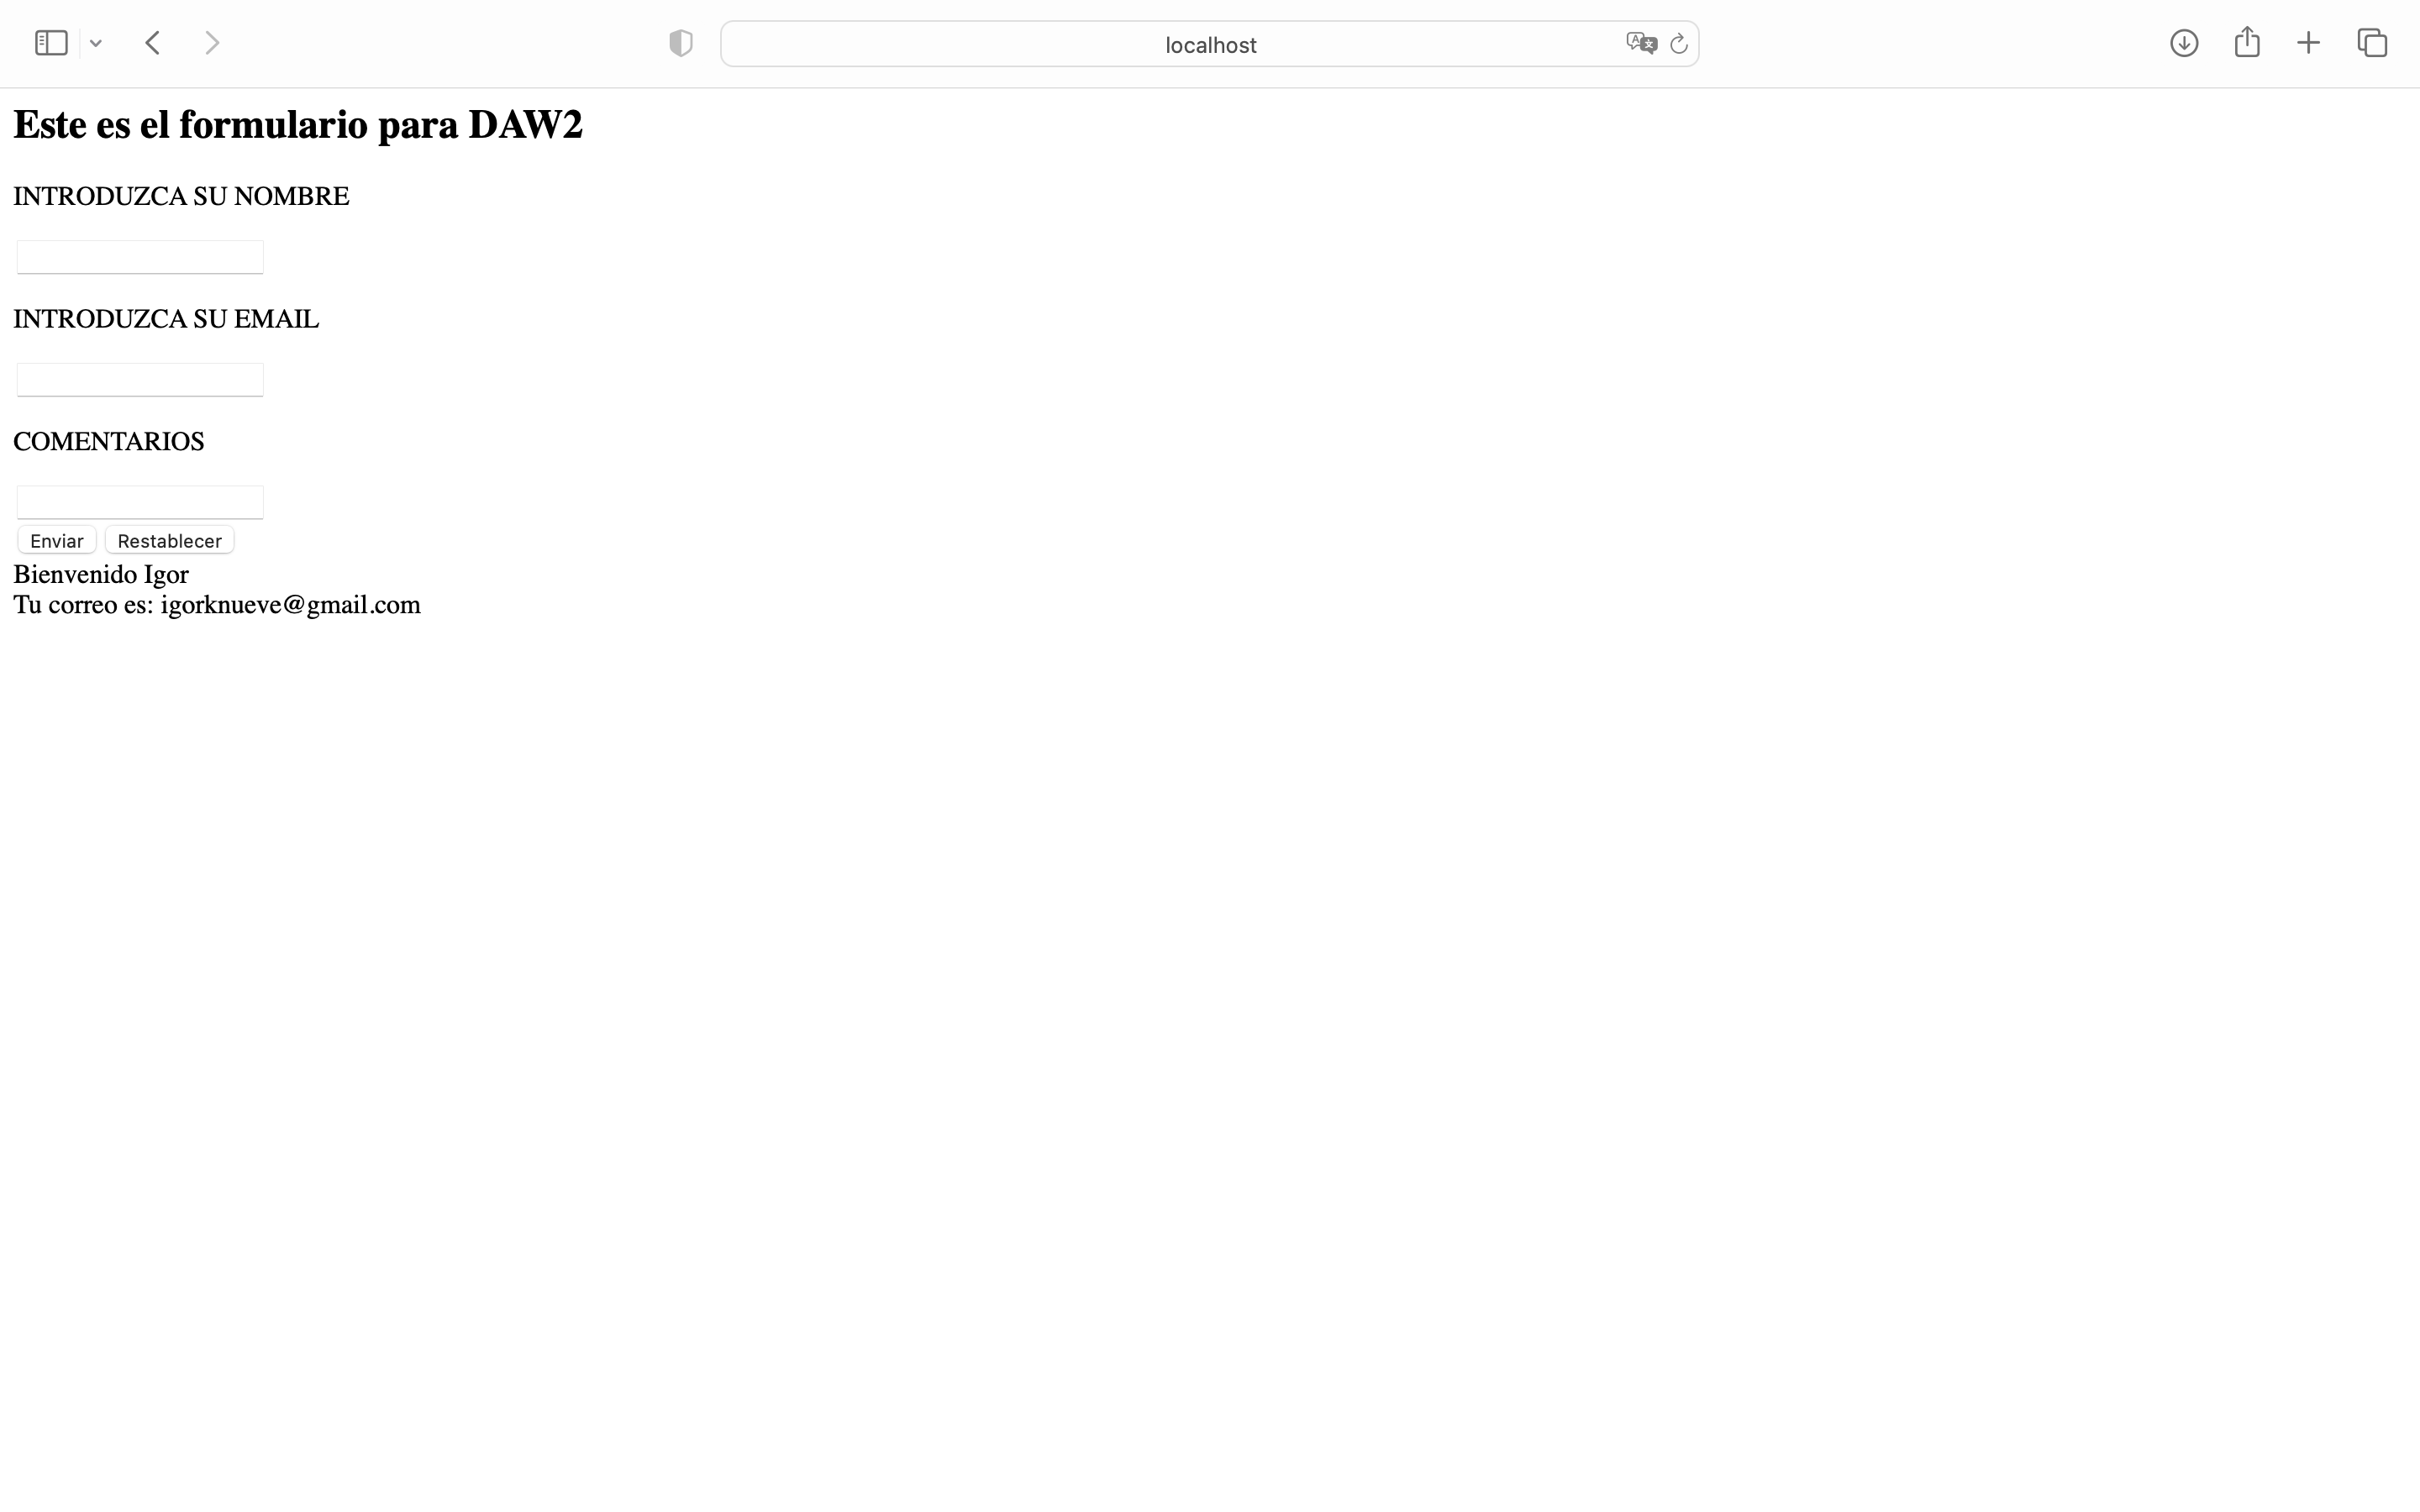 localhost
Este es el formulario para DAW2
INTRODUZCA SU NOMBRE
INTRODUZCA SU EMAIL
COMENTARIOS
Enviar Restablecer
Bienvenido Igor
Tu correo es: igorknueve@gmail.com